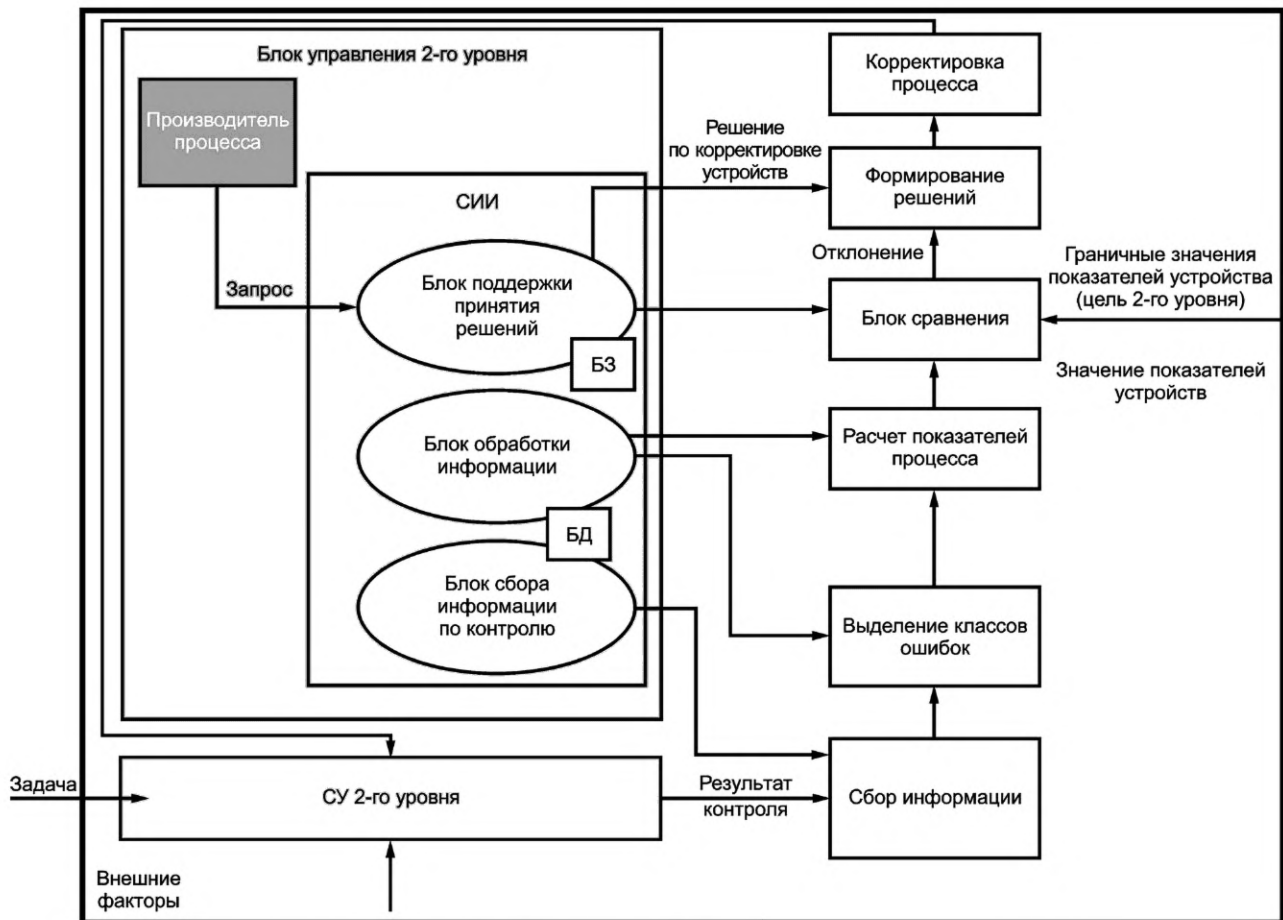 Блок управления 2-го уровня
Производитель
процесса
СИИ
Запрос
Блок поддержки
принятия
решений
БЗ
Блок обработки
информации
БД
Блок сбора
информации
по контролю
Решение
по корректировке
устройств
Корректировка
процесса
Формирование
решений
Отклонение
Блок сравнения
Граничные значения
показателей устройства
(цель 2-го уровня)
Значение показателей
устройств
Расчет показателей
процесса
Выделение классов
ошибок
Задача
СУ 2-го уровня
Результат
контроля
Сбор информации
Внешние
факторы